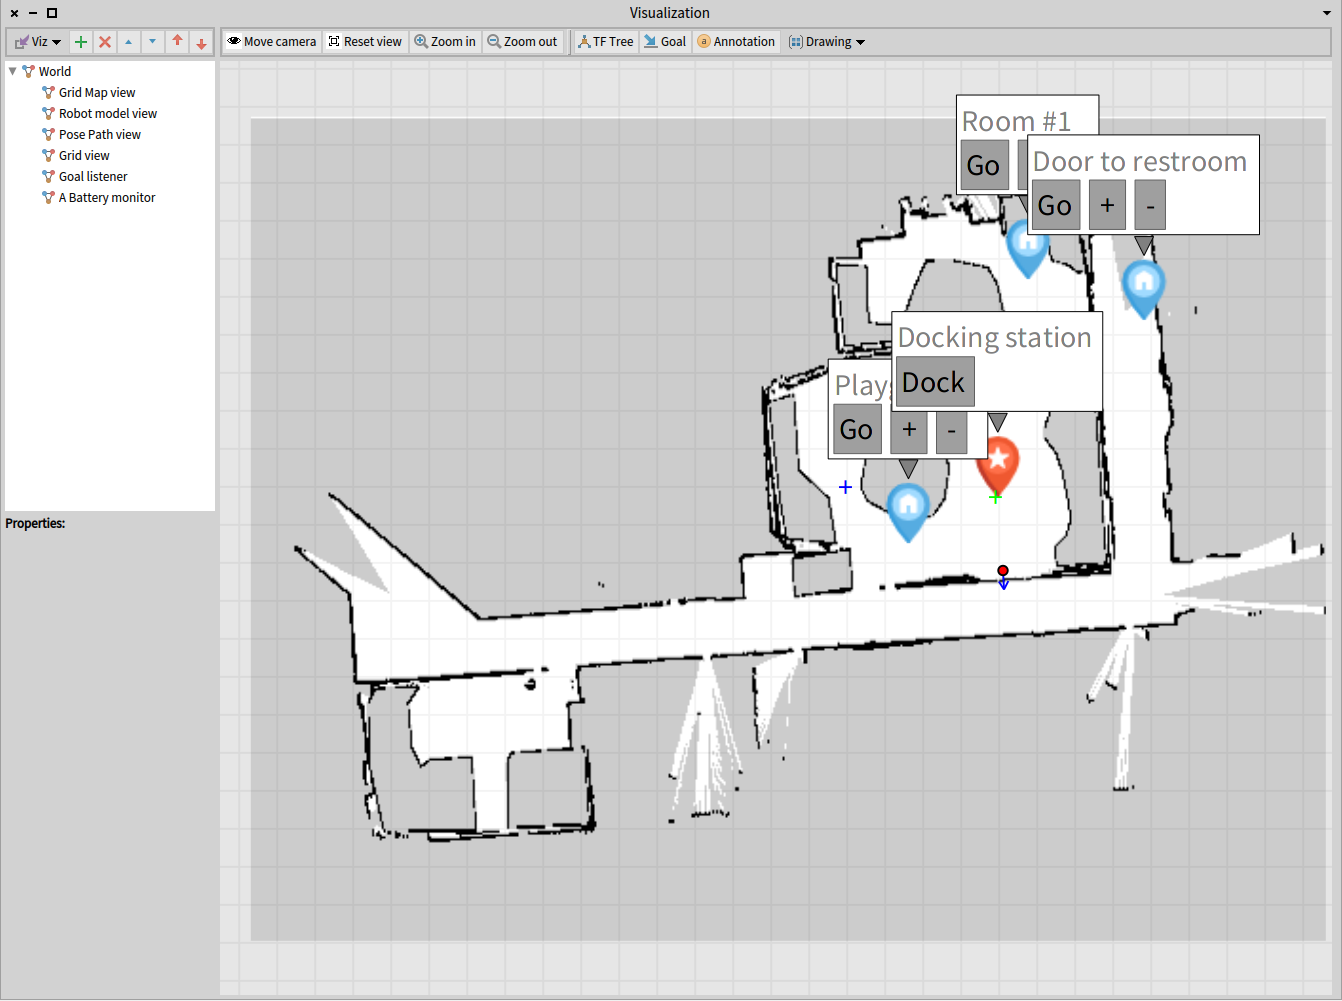 Visualization
Viz
Move camera
Reset view
Zoom in
Zoom out
TF Tree
Goal
a
Annotation
Drawing
World
Grid Map view
Robot model view
Pose Path view
Grid view
Goal listener
A Battery monitor
Properties:
Room #1
Go
Door to restroom
Go + -
Docking station
Dock
Go + -